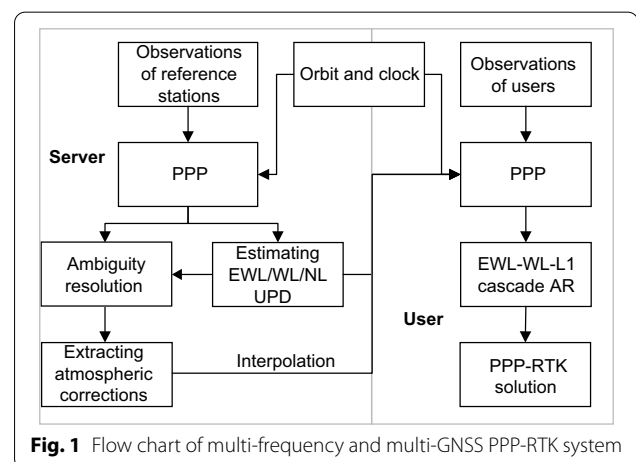 Observations
of reference
stations
Orbit and clock
Observations
of users
Server
PPP
PPP
Ambiguity
resolution
Estimating
EWL/WL/NL
UPD
EWL-WL-L1
cascade AR
User
Extracting
atmospheric
corrections
Interpolation
PPP-RTK
solution
Fig. 1 Flow chart of multi-frequency and multi-GNSS PPP-RTK system